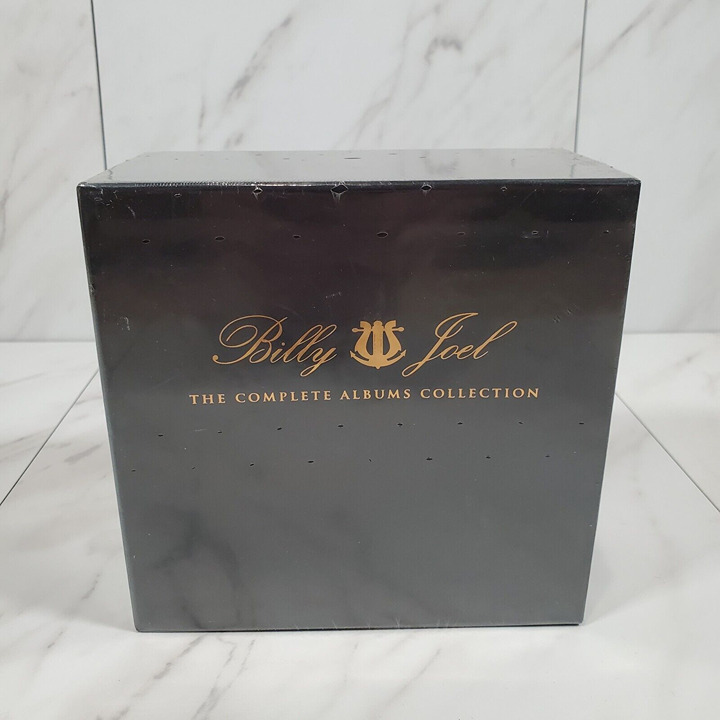 Billy Joel
THE COMPLETE ALBUMS COLLECTION